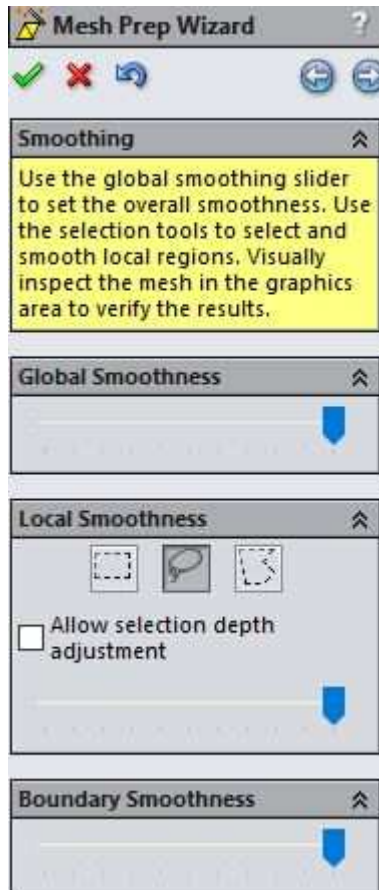 Mesh Prep Wizard
?
Smoothing
Use the global smoothing slider
to set the overall smoothness. Use
the selection tools to select and
smooth local regions. Visually
inspect the mesh in the graphics
area to verify the results.
Global Smoothness
Local Smoothness
Allow selection depth
adjustment
Boundary Smoothness